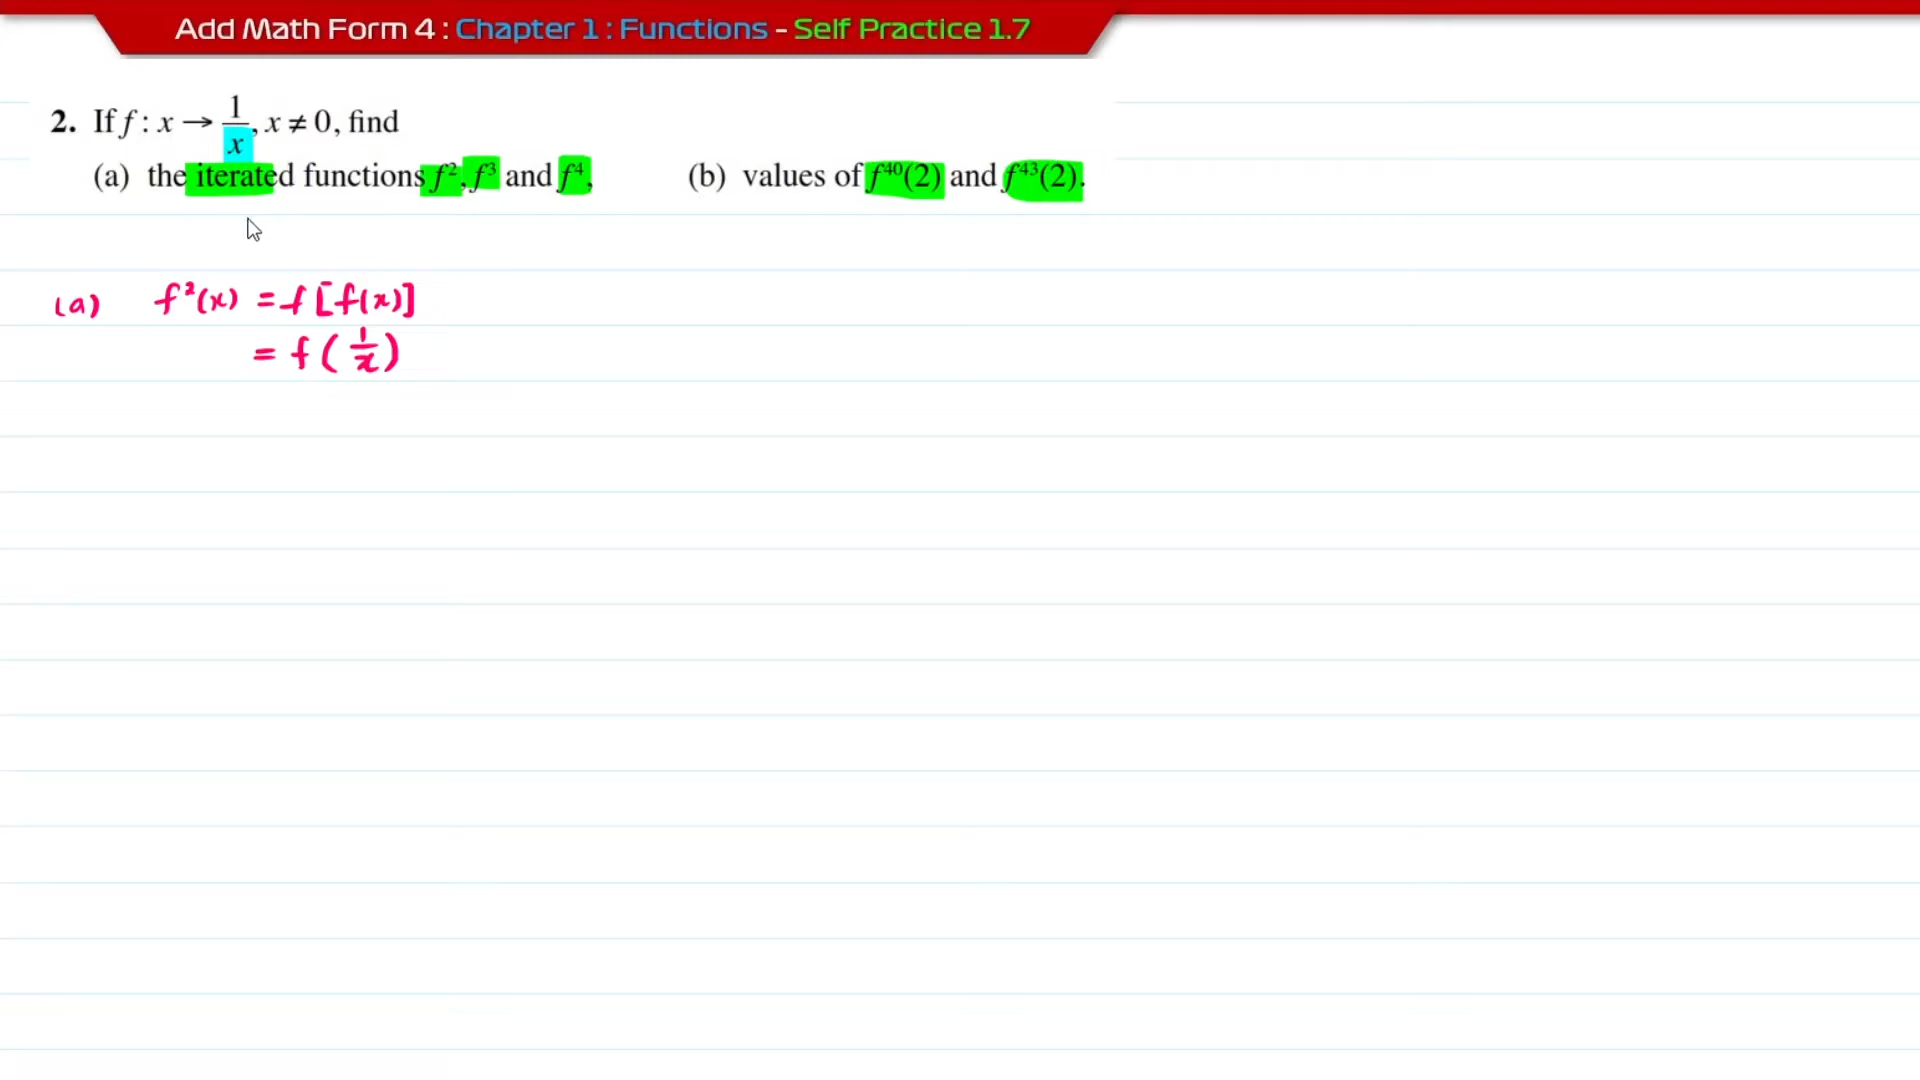 Add Math Form 4 : Chapter 1 : Functions - Self Practice 1.7
2. If f : x → 1/x, x ≠ 0, find
(a) the iterated functions f², f³ and f⁴, (b) values of f⁴⁰(2) and f⁴³(2).
(a) f²(x) = f [f(x)]
= f (1/x)